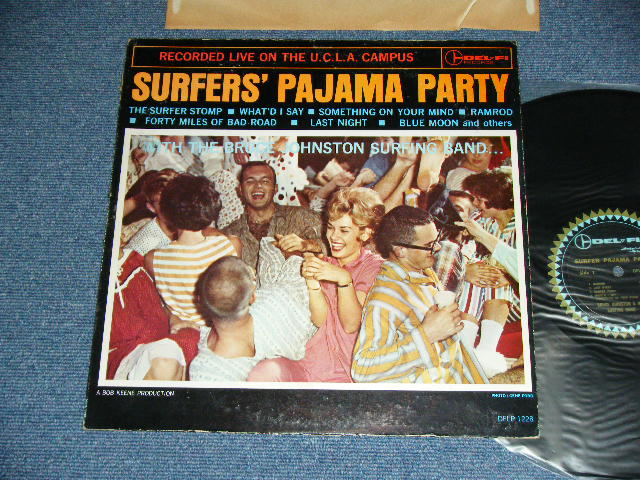 RECORDED LIVE ON THE U.C.L.A. CAMPUS
DEL-FI
RECORDS
SURFERS' PAJAMA PARTY
THE SURFER STOMP ■ WHAT'D I SAY ■ SOMETHING ON YOUR MIND ■ RAMROD
■ FORTY MILES OF BAD ROAD ■ LAST NIGHT ■ BLUE MOON and others
WITH THE BRUCE JOHNSTON SURFING BAND...
A BOB KEENE PRODUCTION
DFLP 1228
DEL-FI
SURFER PAJAMA PA